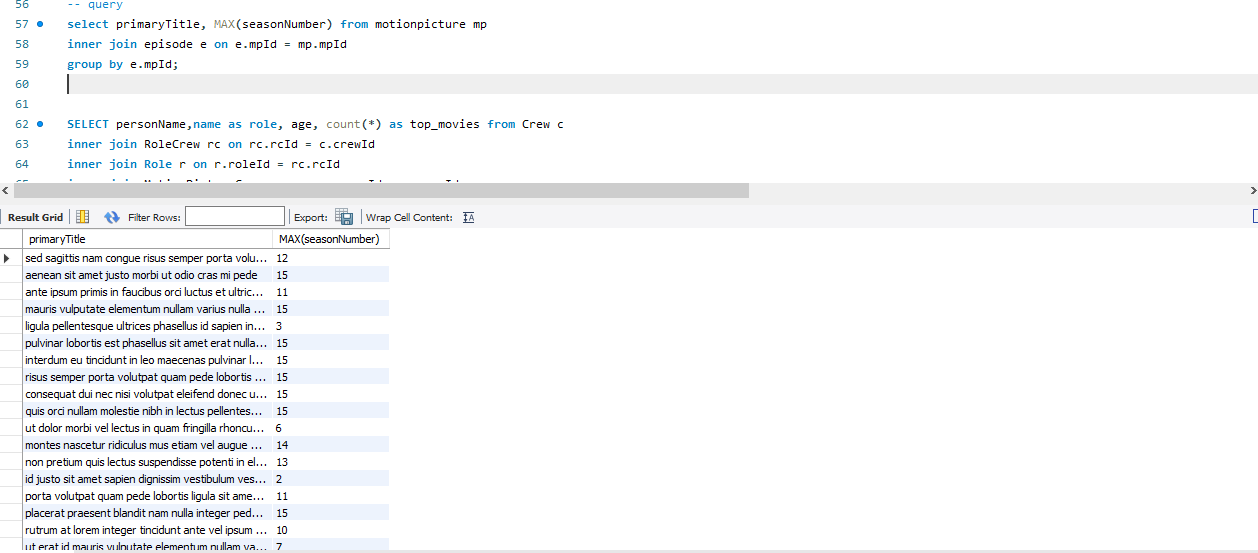 56 -- query
57 select primaryTitle, MAX(seasonNumber) from motionpicture mp
58 inner join episode e on e.mpId = mp.mpId
59 group by e.mpId;
60
61
62 SELECT personName,name as role, age, count(*) as top_movies from Crew c
63 inner join RoleCrew rc on rc.rcId = c.crewId
64 inner join Role r on r.roleId = rc.rcId
Result Grid Filter Rows: Export: Wrap Cell Content:
primaryTitle MAX(seasonNumber)
sed sagittis nam congue risus semper porta volu... 12
aenean sit amet justo morbi ut odio cras mi pede 15
ante ipsum primis in faucibus orci luctus et ultric... 11
mauris vulputate elementum nullam varius nulla ... 15
ligula pellentesque ultrices phasellus id sapien in... 3
pulvinar lobortis est phasellus sit amet erat nulla... 15
interdum eu tincidunt in leo maecenas pulvinar l... 15
risus semper porta volutpat quam pede lobortis ... 15
consequat dui nec nisi volutpat eleifend donec u... 15
quis orci nullam molestie nibh in lectus pellentes... 15
ut dolor morbi vel lectus in quam fringilla rhoncu... 6
montes nascetur ridiculus mus etiam vel augue ... 14
non pretium quis lectus suspendisse potenti in el... 13
id justo sit amet sapien dignissim vestibulum ves... 2
porta volutpat quam pede lobortis ligula sit ame... 11
placerat praesent blandit nam nulla integer ped... 15
rutrum at lorem integer tincidunt ante vel ipsum ... 10
ut erat id mauris vulputate elementum nullam va... 7